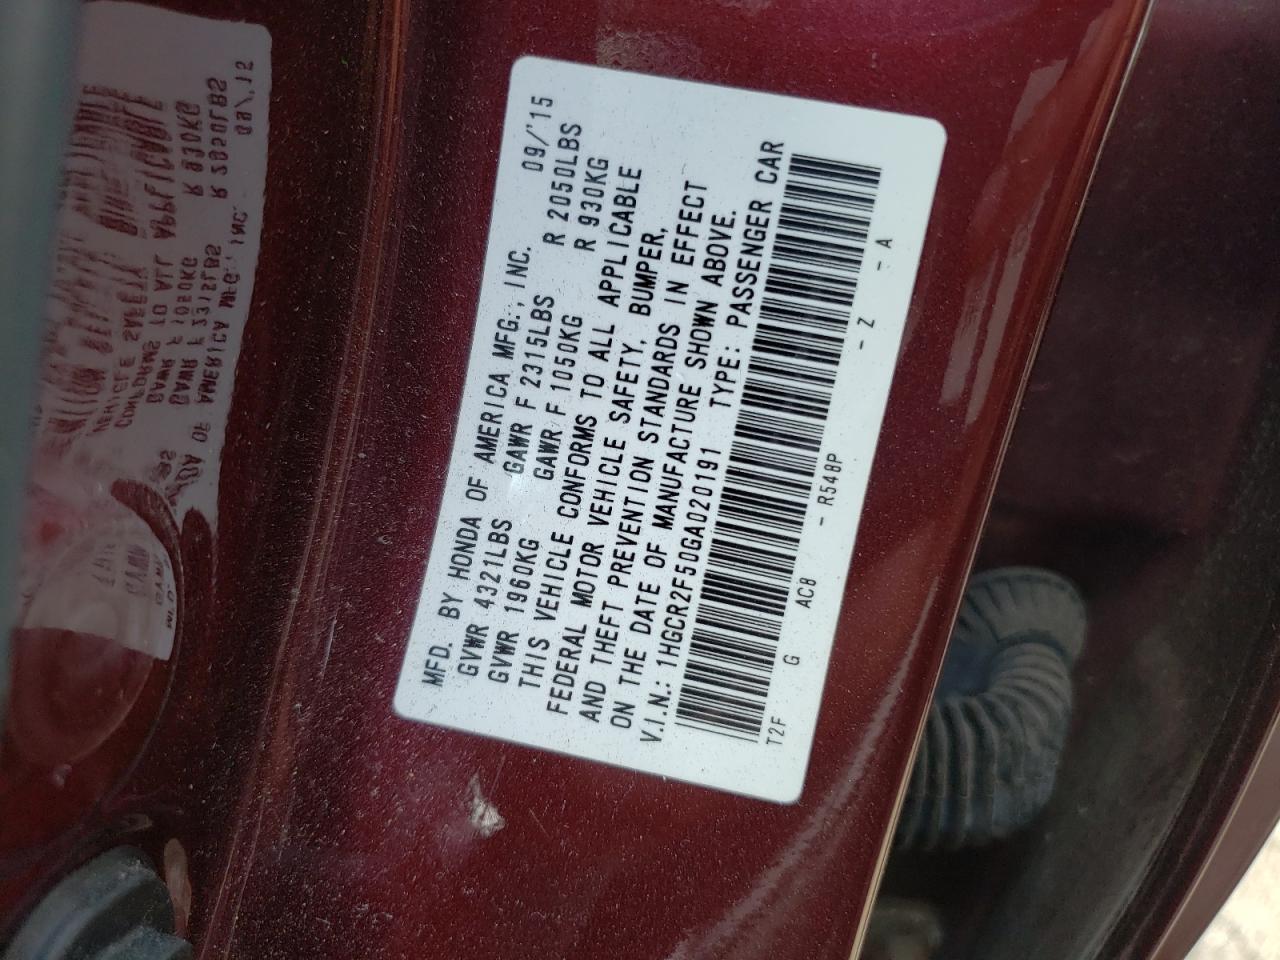 MFD. BY HONDA OF AMERICA MFG., INC. 09/'15
GVWR 4321LBS GAWR F 2315LBS R 2050LBS
GVWR 1960KG GAWR F 1050KG R 930KG
THIS VEHICLE CONFORMS TO ALL APPLICABLE
FEDERAL MOTOR VEHICLE SAFETY, BUMPER,
AND THEFT PREVENTION STANDARDS IN EFFECT
ON THE DATE OF MANUFACTURE SHOWN ABOVE.
V.I.N.: 1HGCR2F50GA020191 TYPE: PASSENGER CAR
T2F G AC8 - R548P - Z - A